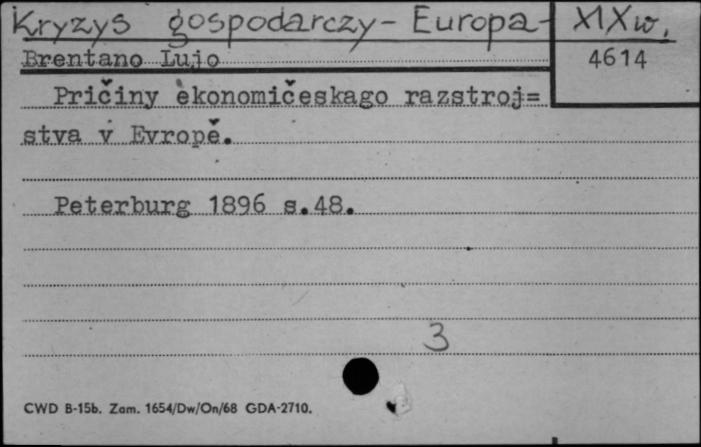 Kryzys gospodarczy - Europa - XIX w.
Brentano Lujo
4614
Pričiny ėkonomičeskago razstroj=
stva v Evropě.
Peterburg 1896 s.48.
3
CWD B-15b. Zam. 1654/Dw/On/68 GDA-2710.